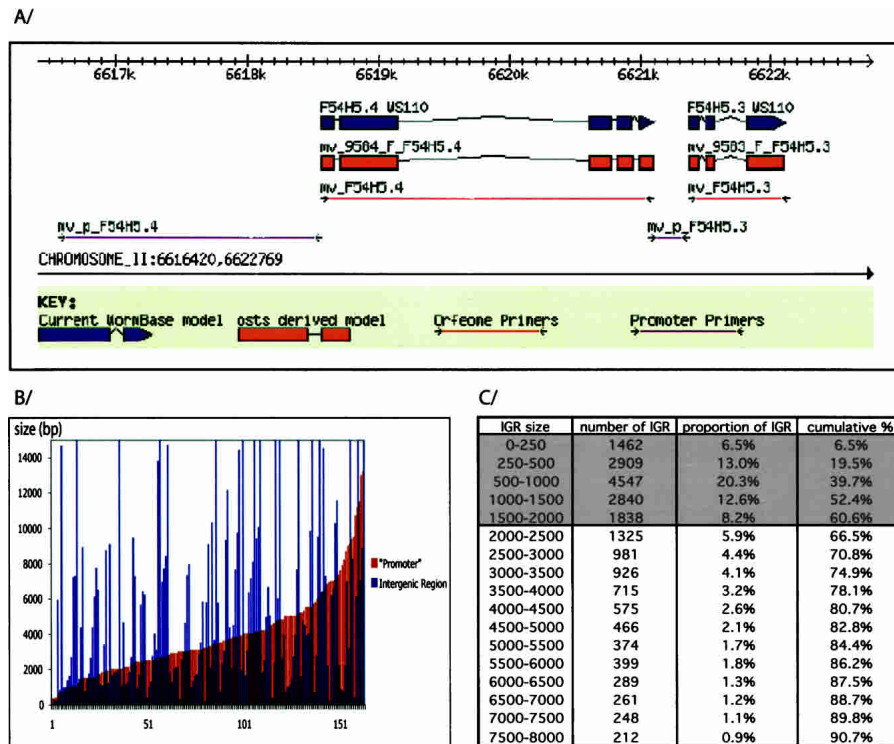 A/
6617k 6618k 6619k 6620k 6621k 6622k
F54H5.4 WS110 F54H5.3 WS110
mv_9584_F_F54H5.4 mv_9583_F_F54H5.3
mv_F54H5.4 mv_F54H5.3
mv_p_F54H5.4 mv_p_F54H5.3
CHROMOSOME_II:6616420,6622769
KEY:
Current WormBase model osts derived model Orfeome Primers Promoter Primers
B/
size (bp)
14000
12000
10000
8000
6000
4000
2000
0
1 51 101 151
"Promoter"
Intergenic Region
C/
IGR size number of IGR proportion of IGR cumulative %
0-250 1462 6.5% 6.5%
250-500 2909 13.0% 19.5%
500-1000 4547 20.3% 39.7%
1000-1500 2840 12.6% 52.4%
1500-2000 1838 8.2% 60.6%
2000-2500 1325 5.9% 66.5%
2500-3000 981 4.4% 70.8%
3000-3500 926 4.1% 74.9%
3500-4000 715 3.2% 78.1%
4000-4500 575 2.6% 80.7%
4500-5000 466 2.1% 82.8%
5000-5500 374 1.7% 84.4%
5500-6000 399 1.8% 86.2%
6000-6500 289 1.3% 87.5%
6500-7000 261 1.2% 88.7%
7000-7500 248 1.1% 89.8%
7500-8000 212 0.9% 90.7%